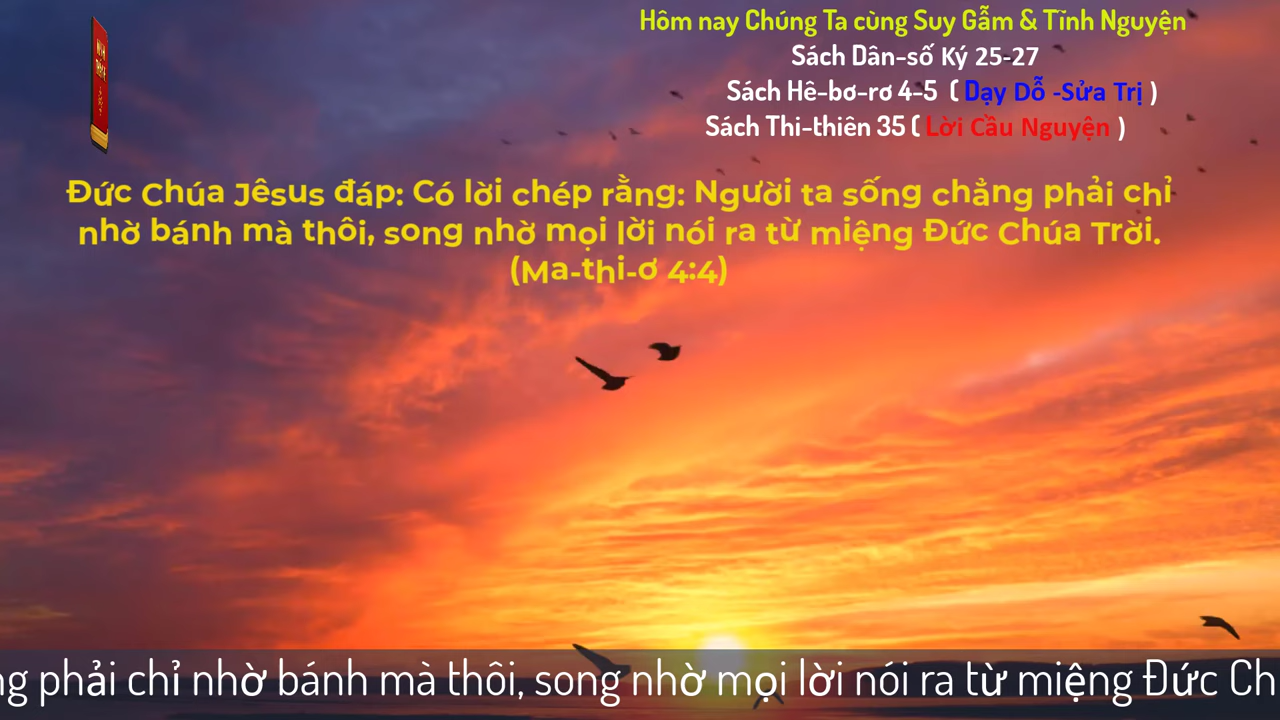 Hôm nay Chúng Ta cùng Suy Gẫm & Tĩnh Nguyện
Sách Dân-số Ký 25-27
Sách Hê-bơ-rơ 4-5 ( Dạy Dỗ -Sửa Trị )
Sách Thi-thiên 35 ( Lời Cầu Nguyện )
Đức Chúa Jêsus đáp: Có lời chép rằng: Người ta sống chẳng phải chỉ
nhờ bánh mà thôi, song nhờ mọi lời nói ra từ miệng Đức Chúa Trời.
(Ma-thi-ơ 4:4)
phải chỉ nhờ bánh mà thôi, song nhờ mọi lời nói ra từ miệng Đức Ch